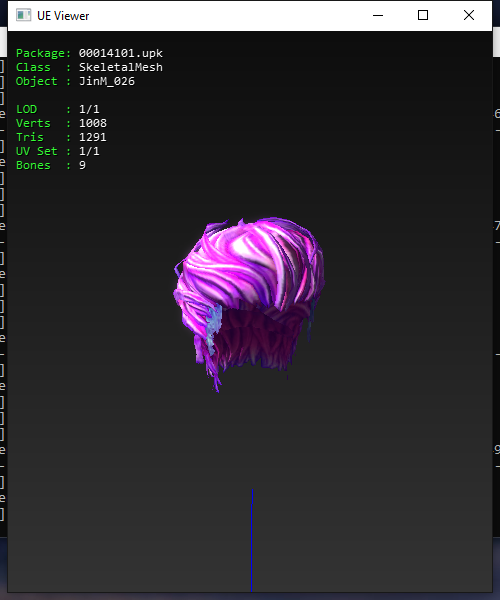 UE Viewer
Package: 00014101.upk
Class  : SkeletalMesh
Object : JinM_026
LOD    : 1/1
Verts  : 1008
Tris   : 1291
UV Set : 1/1
Bones  : 9